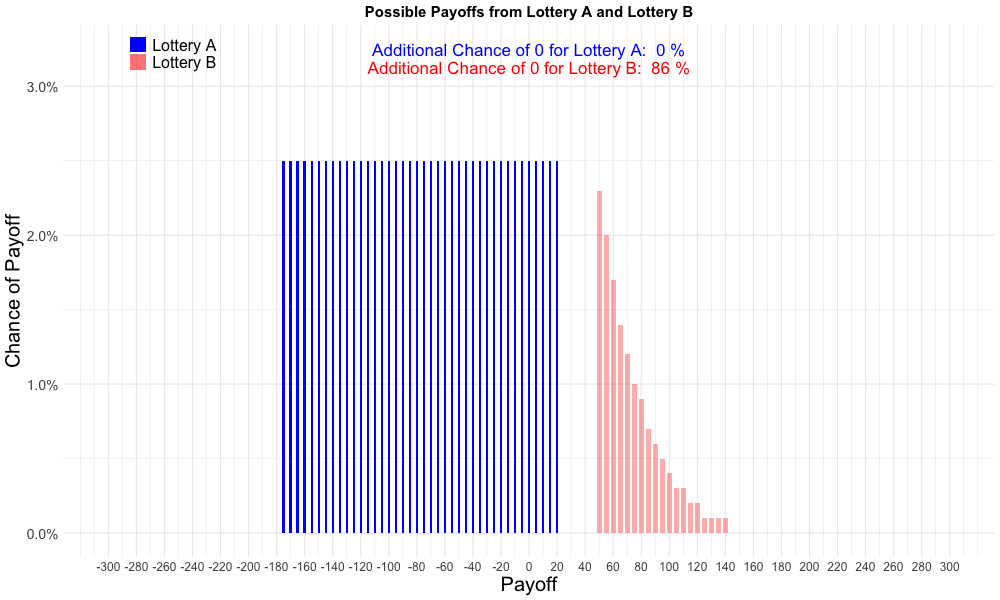 Possible Payoffs from Lottery A and Lottery B
Lottery A
Lottery B
Additional Chance of 0 for Lottery A:  0 %
Additional Chance of 0 for Lottery B:  86 %
Chance of Payoff
3.0%
2.0%
1.0%
0.0%
-300 -280 -260 -240 -220 -200 -180 -160 -140 -120 -100 -80 -60 -40 -20 0 20 40 60 80 100 120 140 160 180 200 220 240 260 280 300
Payoff